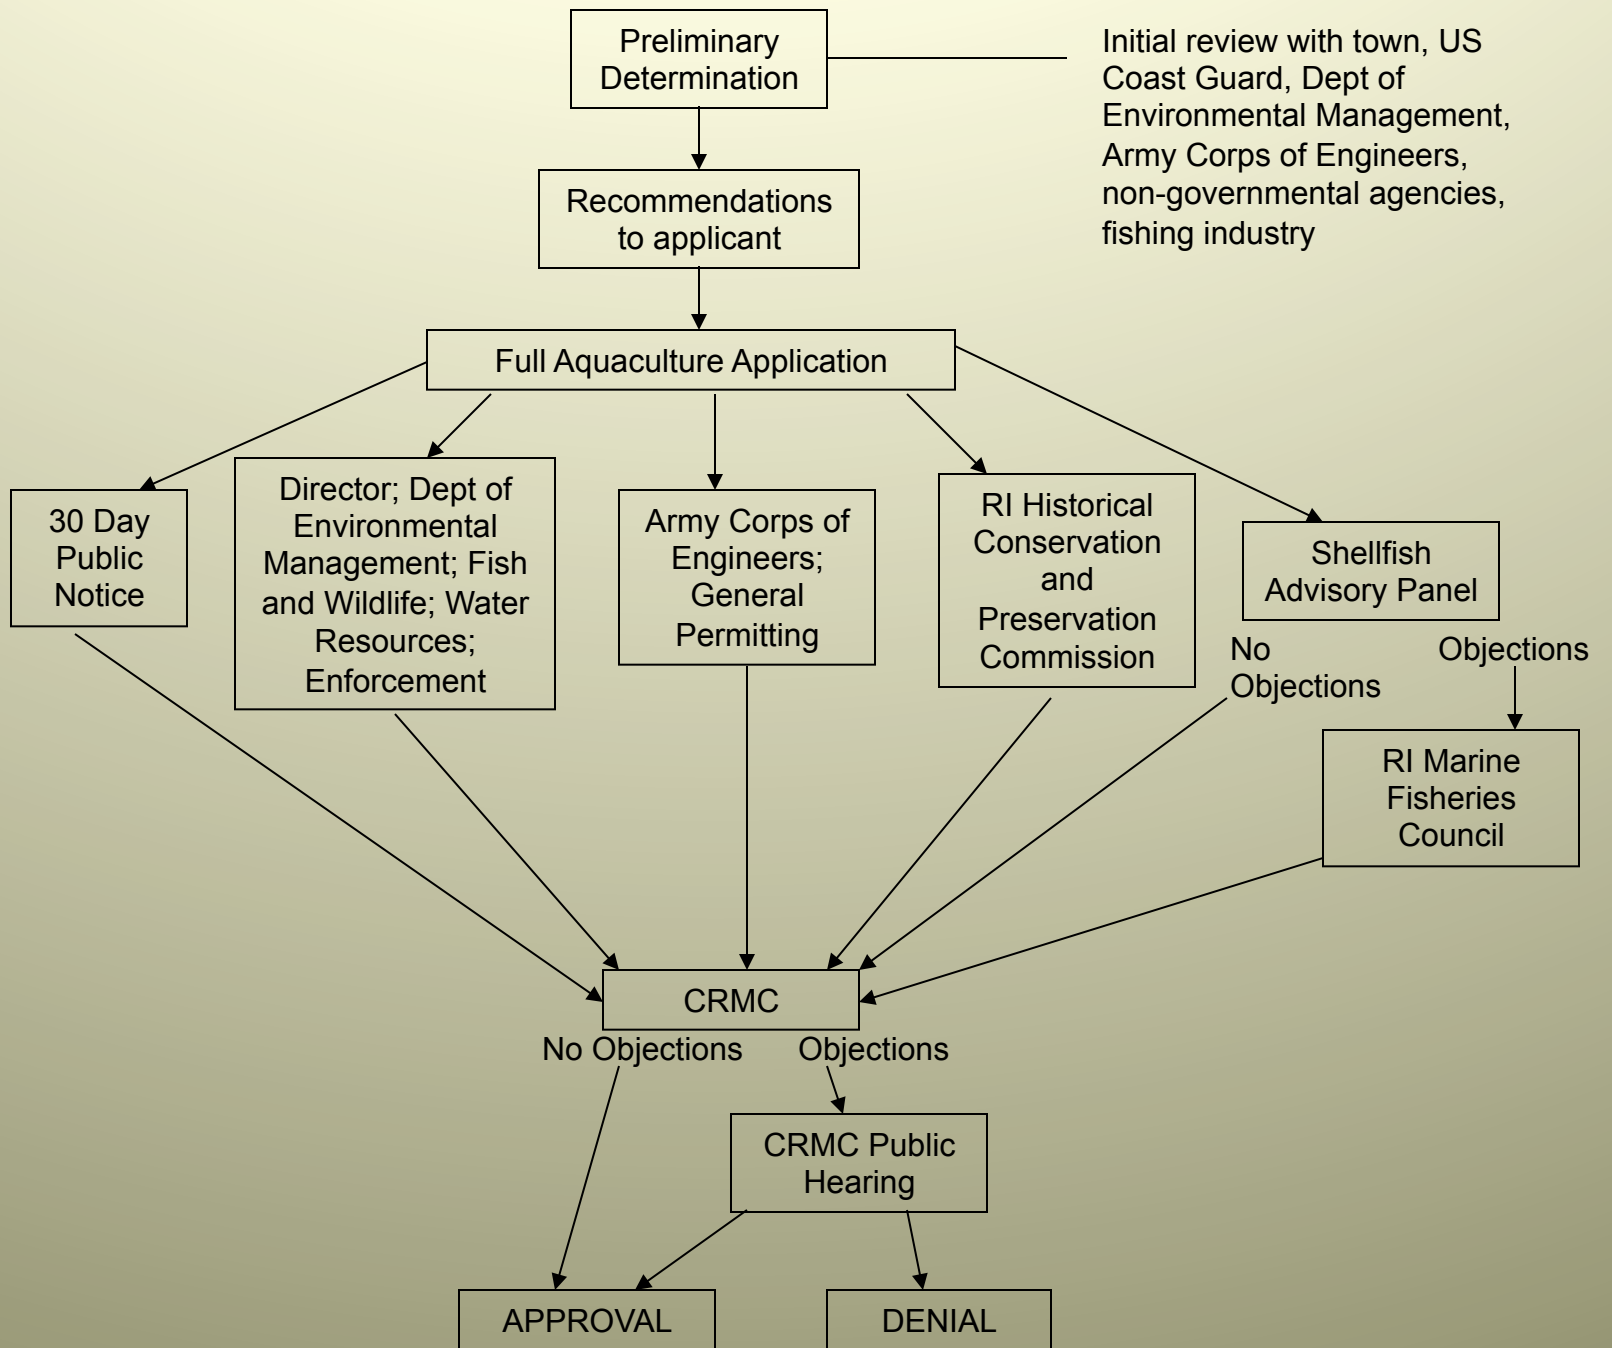 Preliminary
Determination
Initial review with town, US
Coast Guard, Dept of
Environmental Management,
Army Corps of Engineers,
non-governmental agencies,
fishing industry
Recommendations
to applicant
Full Aquaculture Application
30 Day
Public
Notice
Director; Dept of
Environmental
Management; Fish
and Wildlife; Water
Resources;
Enforcement
Army Corps of
Engineers;
General
Permitting
RI Historical
Conservation
and
Preservation
Commission
Shellfish
Advisory Panel
No
Objections
Objections
RI Marine
Fisheries
Council
CRMC
No Objections
Objections
CRMC Public
Hearing
APPROVAL
DENIAL